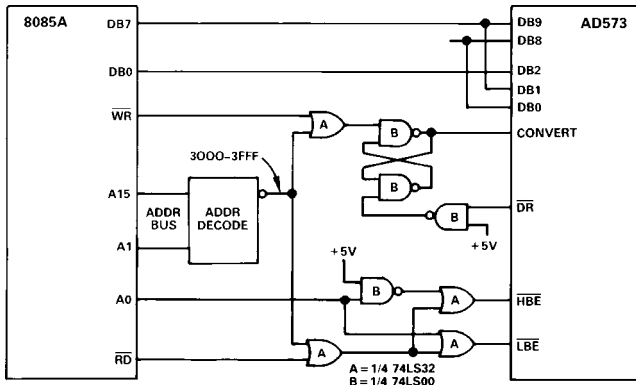 8085A
AD573
DB7
DB9
DB8
DB0
DB2
DB1
DB0
WR
A
B
CONVERT
3000-3FFF
B
A15
ADDR BUS
ADDR DECODE
B
DR
+5V
A1
+5V
A0
B
A
HBE
A
A
LBE
RD
A = 1/4 74LS32
B = 1/4 74LS00